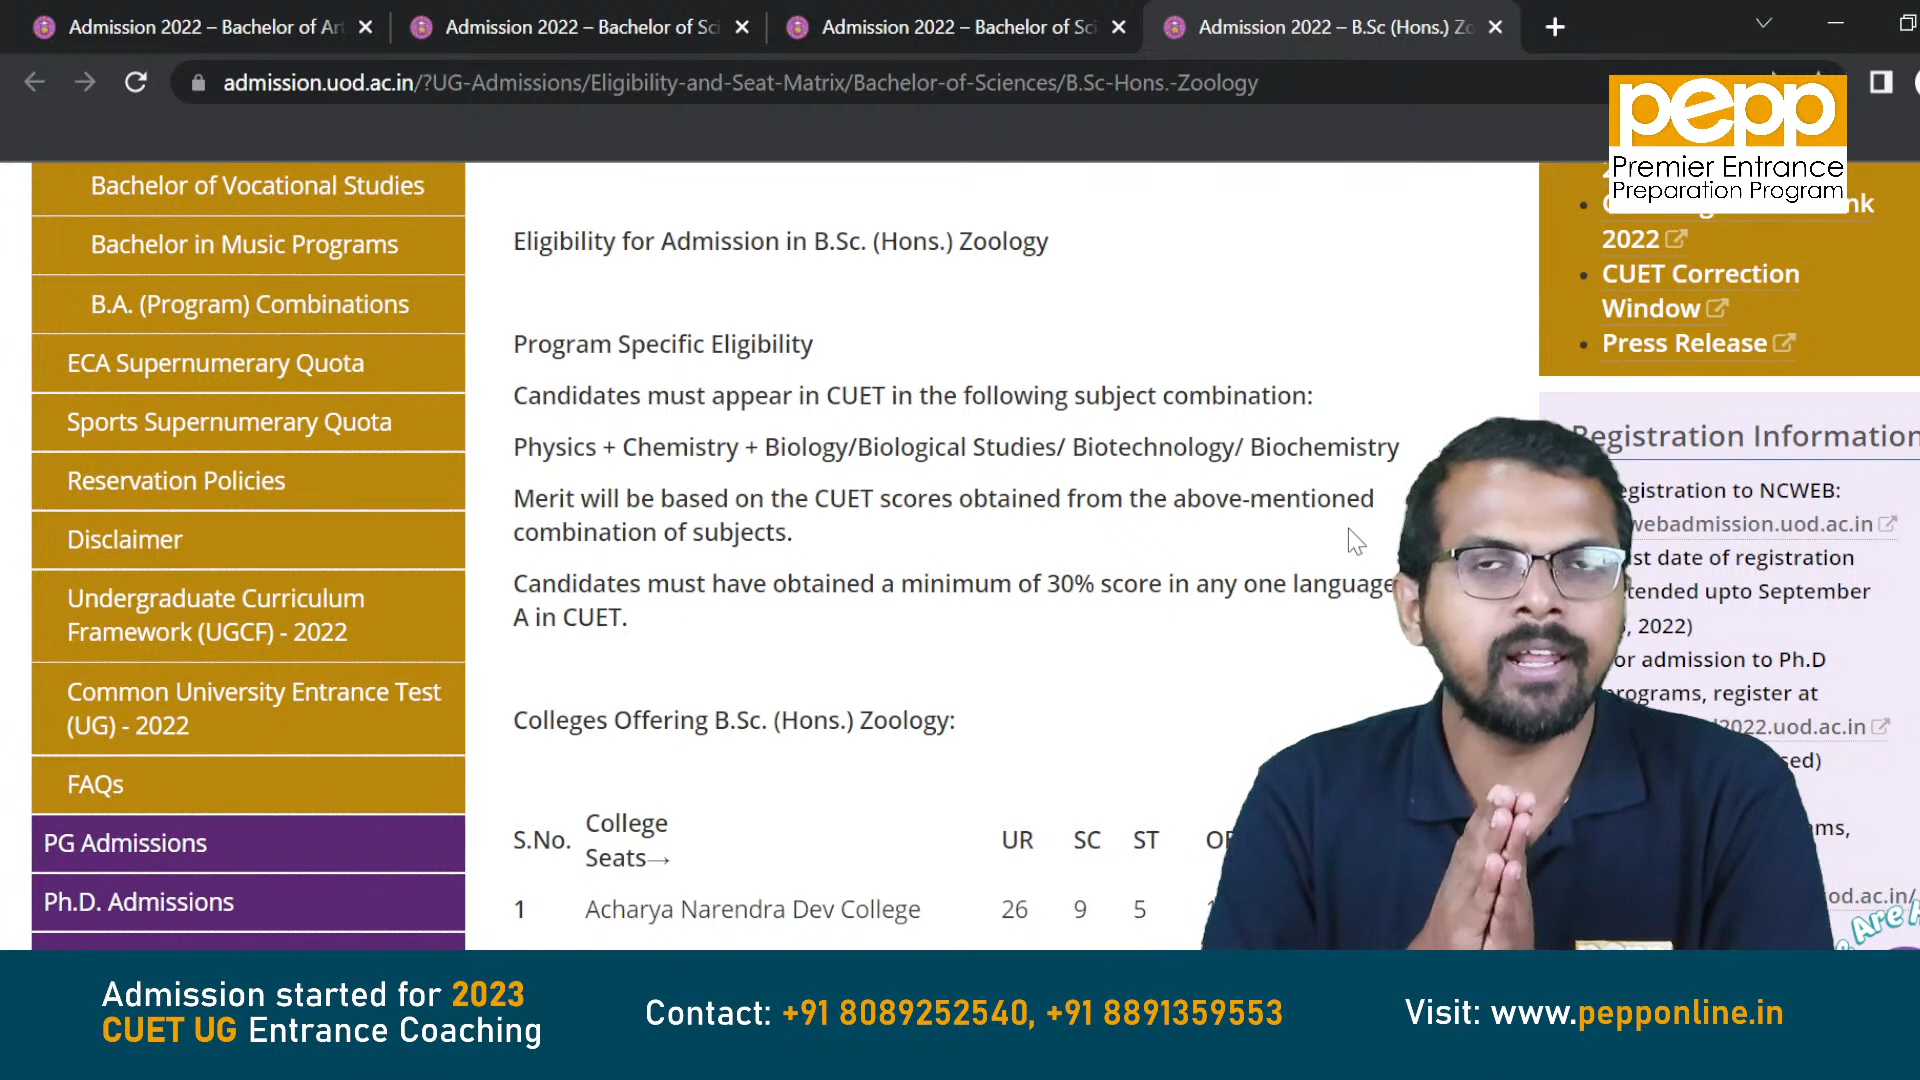 Admission 2022 – Bachelor of Ar
Admission 2022 – Bachelor of Sci
Admission 2022 – Bachelor of Sci
Admission 2022 – B.Sc (Hons.) Zo
admission.uod.ac.in/?UG-Admissions/Eligibility-and-Seat-Matrix/Bachelor-of-Sciences/B.Sc-Hons.-Zoology
pepp
Premier Entrance
Preparation Program
Bachelor of Vocational Studies
Bachelor in Music Programs
B.A. (Program) Combinations
ECA Supernumerary Quota
Sports Supernumerary Quota
Reservation Policies
Disclaimer
Undergraduate Curriculum
Framework (UGCF) - 2022
Common University Entrance Test
(UG) - 2022
FAQs
PG Admissions
Ph.D. Admissions
Eligibility for Admission in B.Sc. (Hons.) Zoology
Program Specific Eligibility
Candidates must appear in CUET in the following subject combination:
Physics + Chemistry + Biology/Biological Studies/ Biotechnology/ Biochemistry
Merit will be based on the CUET scores obtained from the above-mentioned
combination of subjects.
Candidates must have obtained a minimum of 30% score in any one language
A in CUET.
Colleges Offering B.Sc. (Hons.) Zoology:
S.No. College UR SC ST
Seats→
1 Acharya Narendra Dev College 26 9 5
nk
2022
CUET Correction
Window
Press Release
Registration Information
egistration to NCWEB:
webadmission.uod.ac.in
st date of registration
tended upto September
, 2022)
or admission to Ph.D
rograms, register at
2022.uod.ac.in
sed)
ms,
od.ac.in/
Are
Admission started for 2023
CUET UG Entrance Coaching
Contact: +91 8089252540, +91 8891359553
Visit: www.pepponline.in